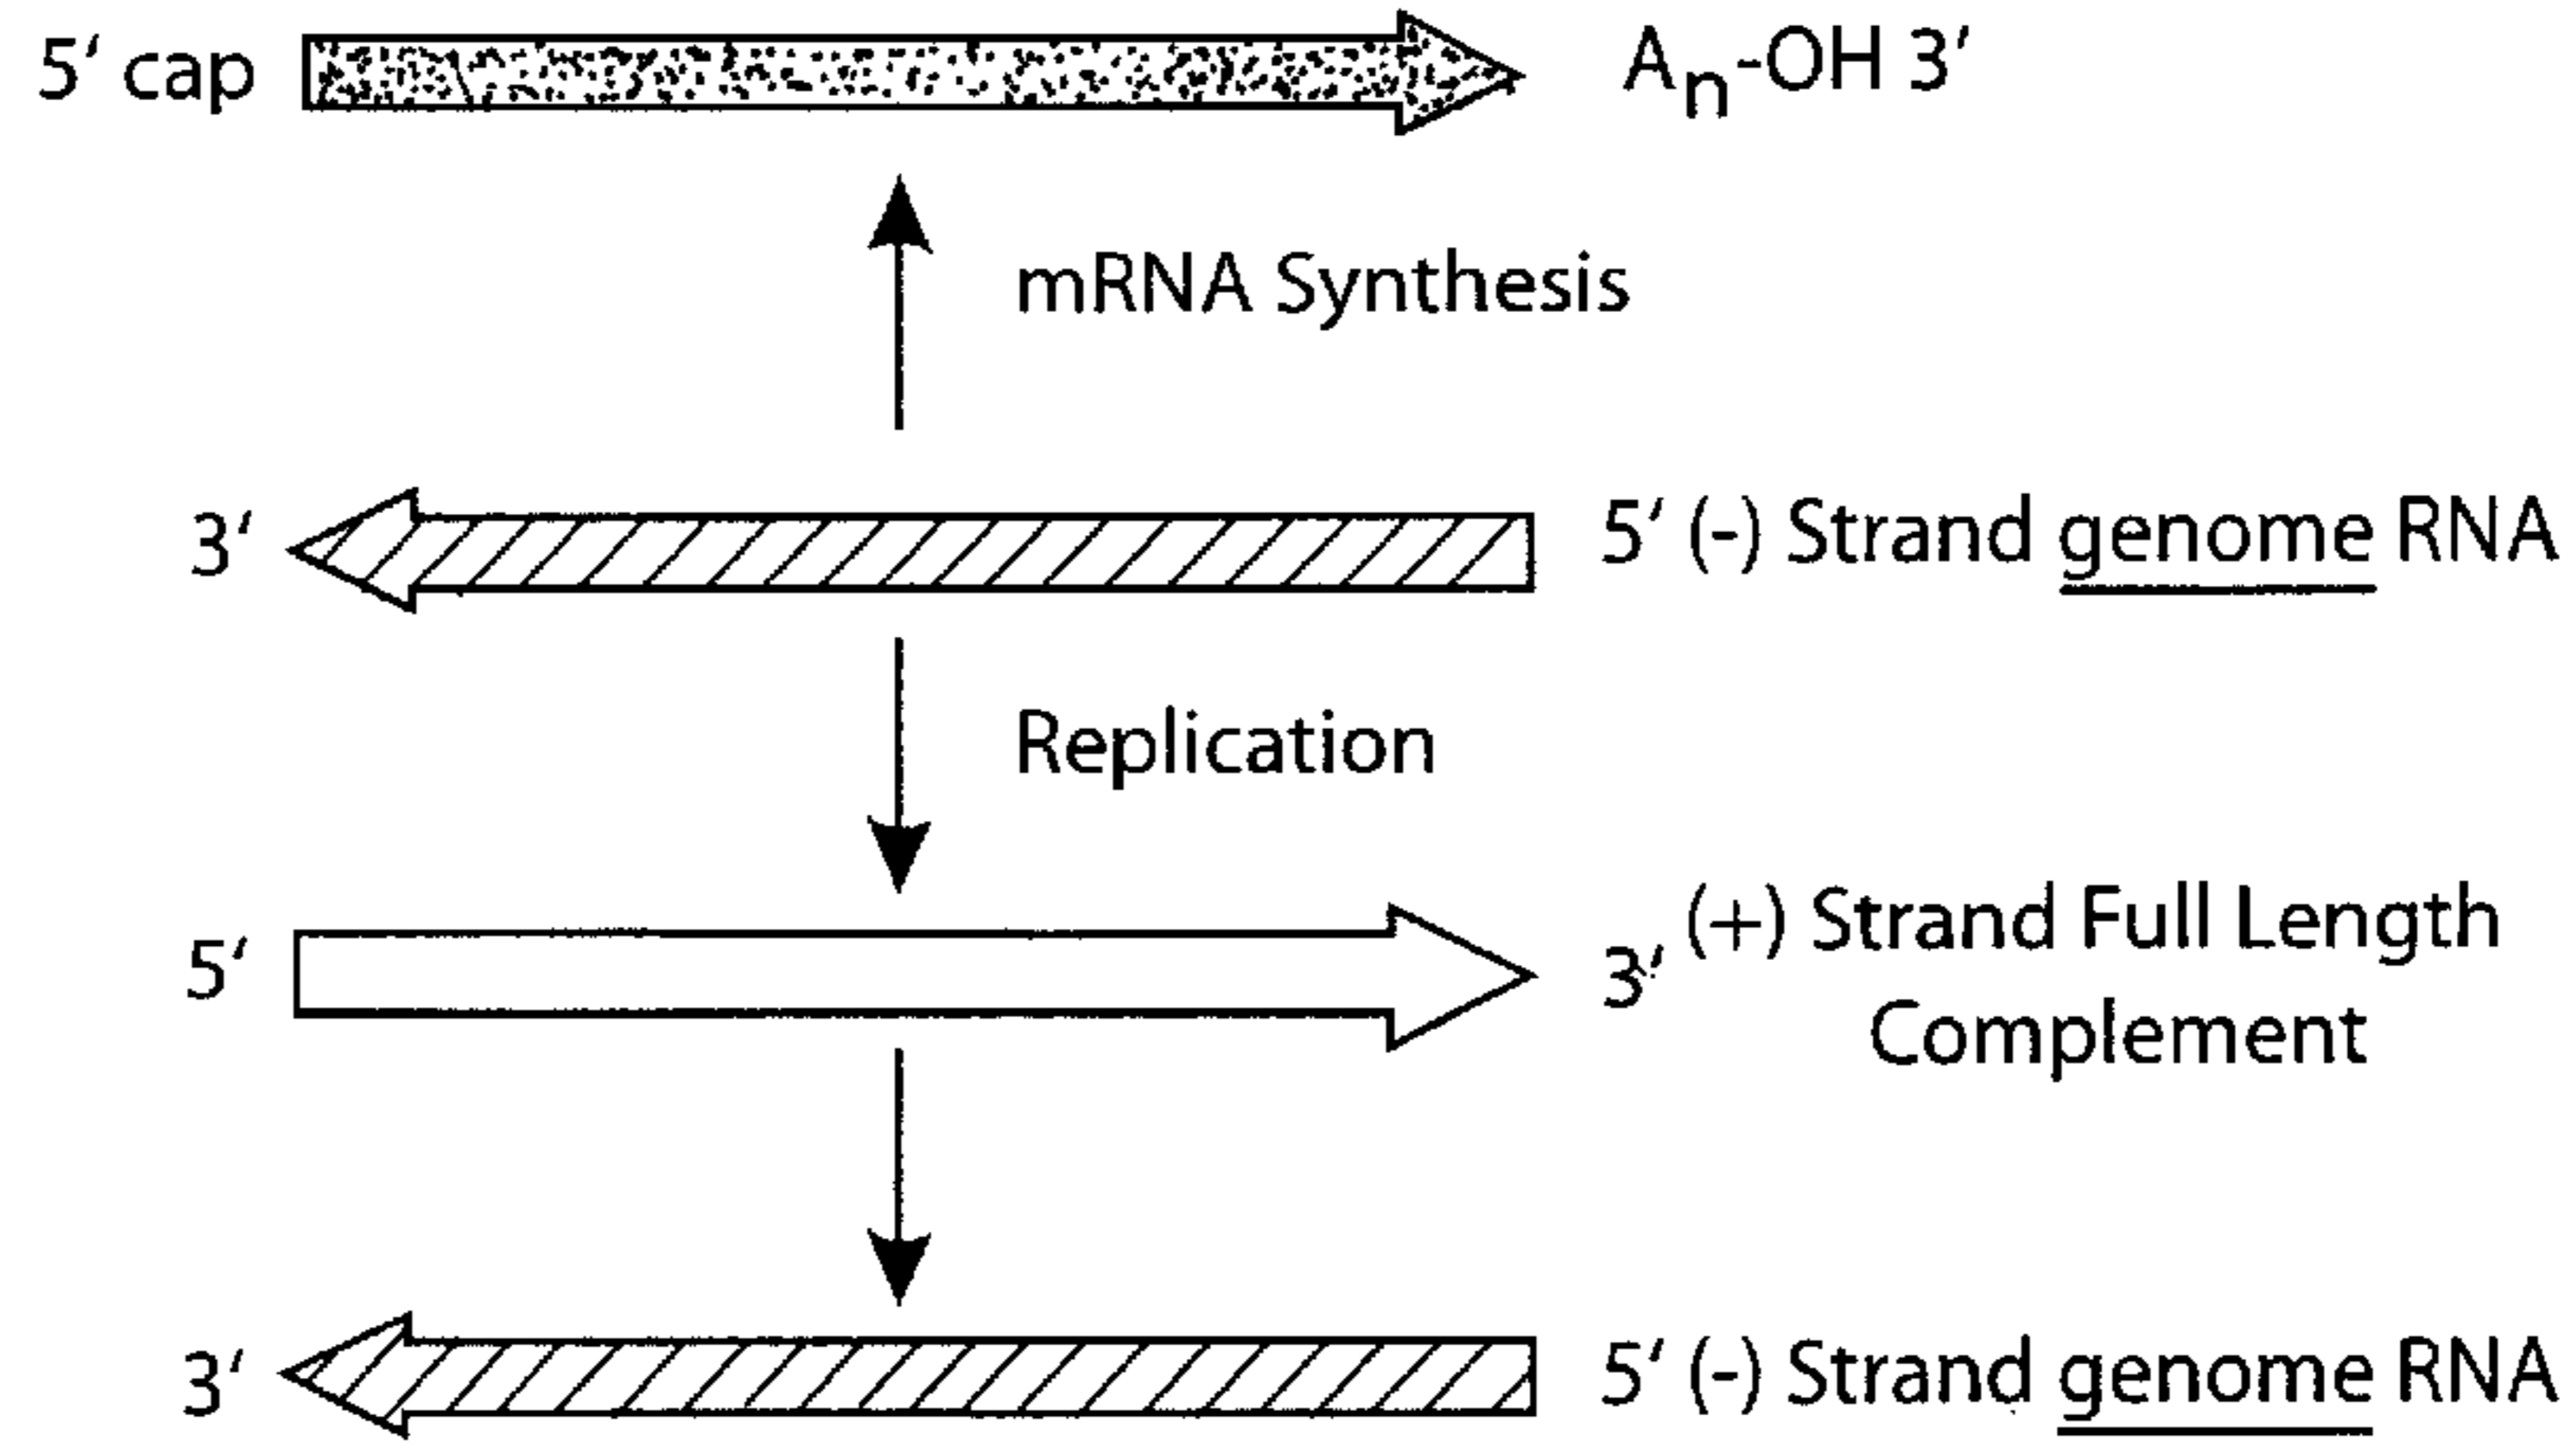 5' cap Aₙ-OH 3'
mRNA Synthesis
3' 5' (-) Strand genome RNA
Replication
5' 3' (+) Strand Full Length
Complement
3' 5' (-) Strand genome RNA